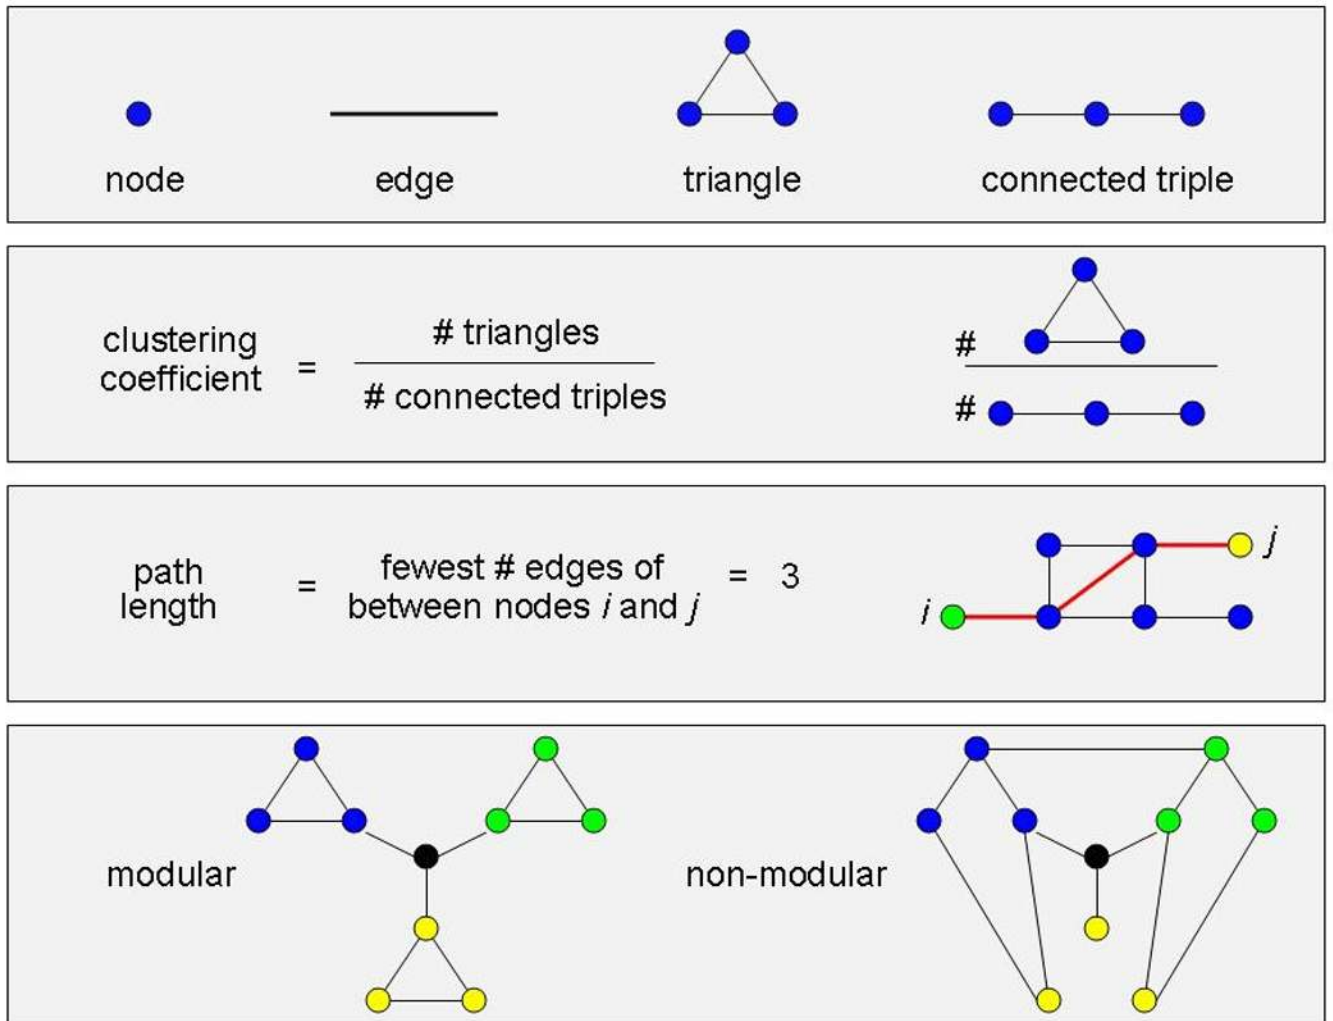 node
edge
triangle
connected triple
clustering
coefficient
=
# triangles
# connected triples
#
#
path
length
=
fewest # edges of
between nodes i and j
= 3
i
j
modular
non-modular